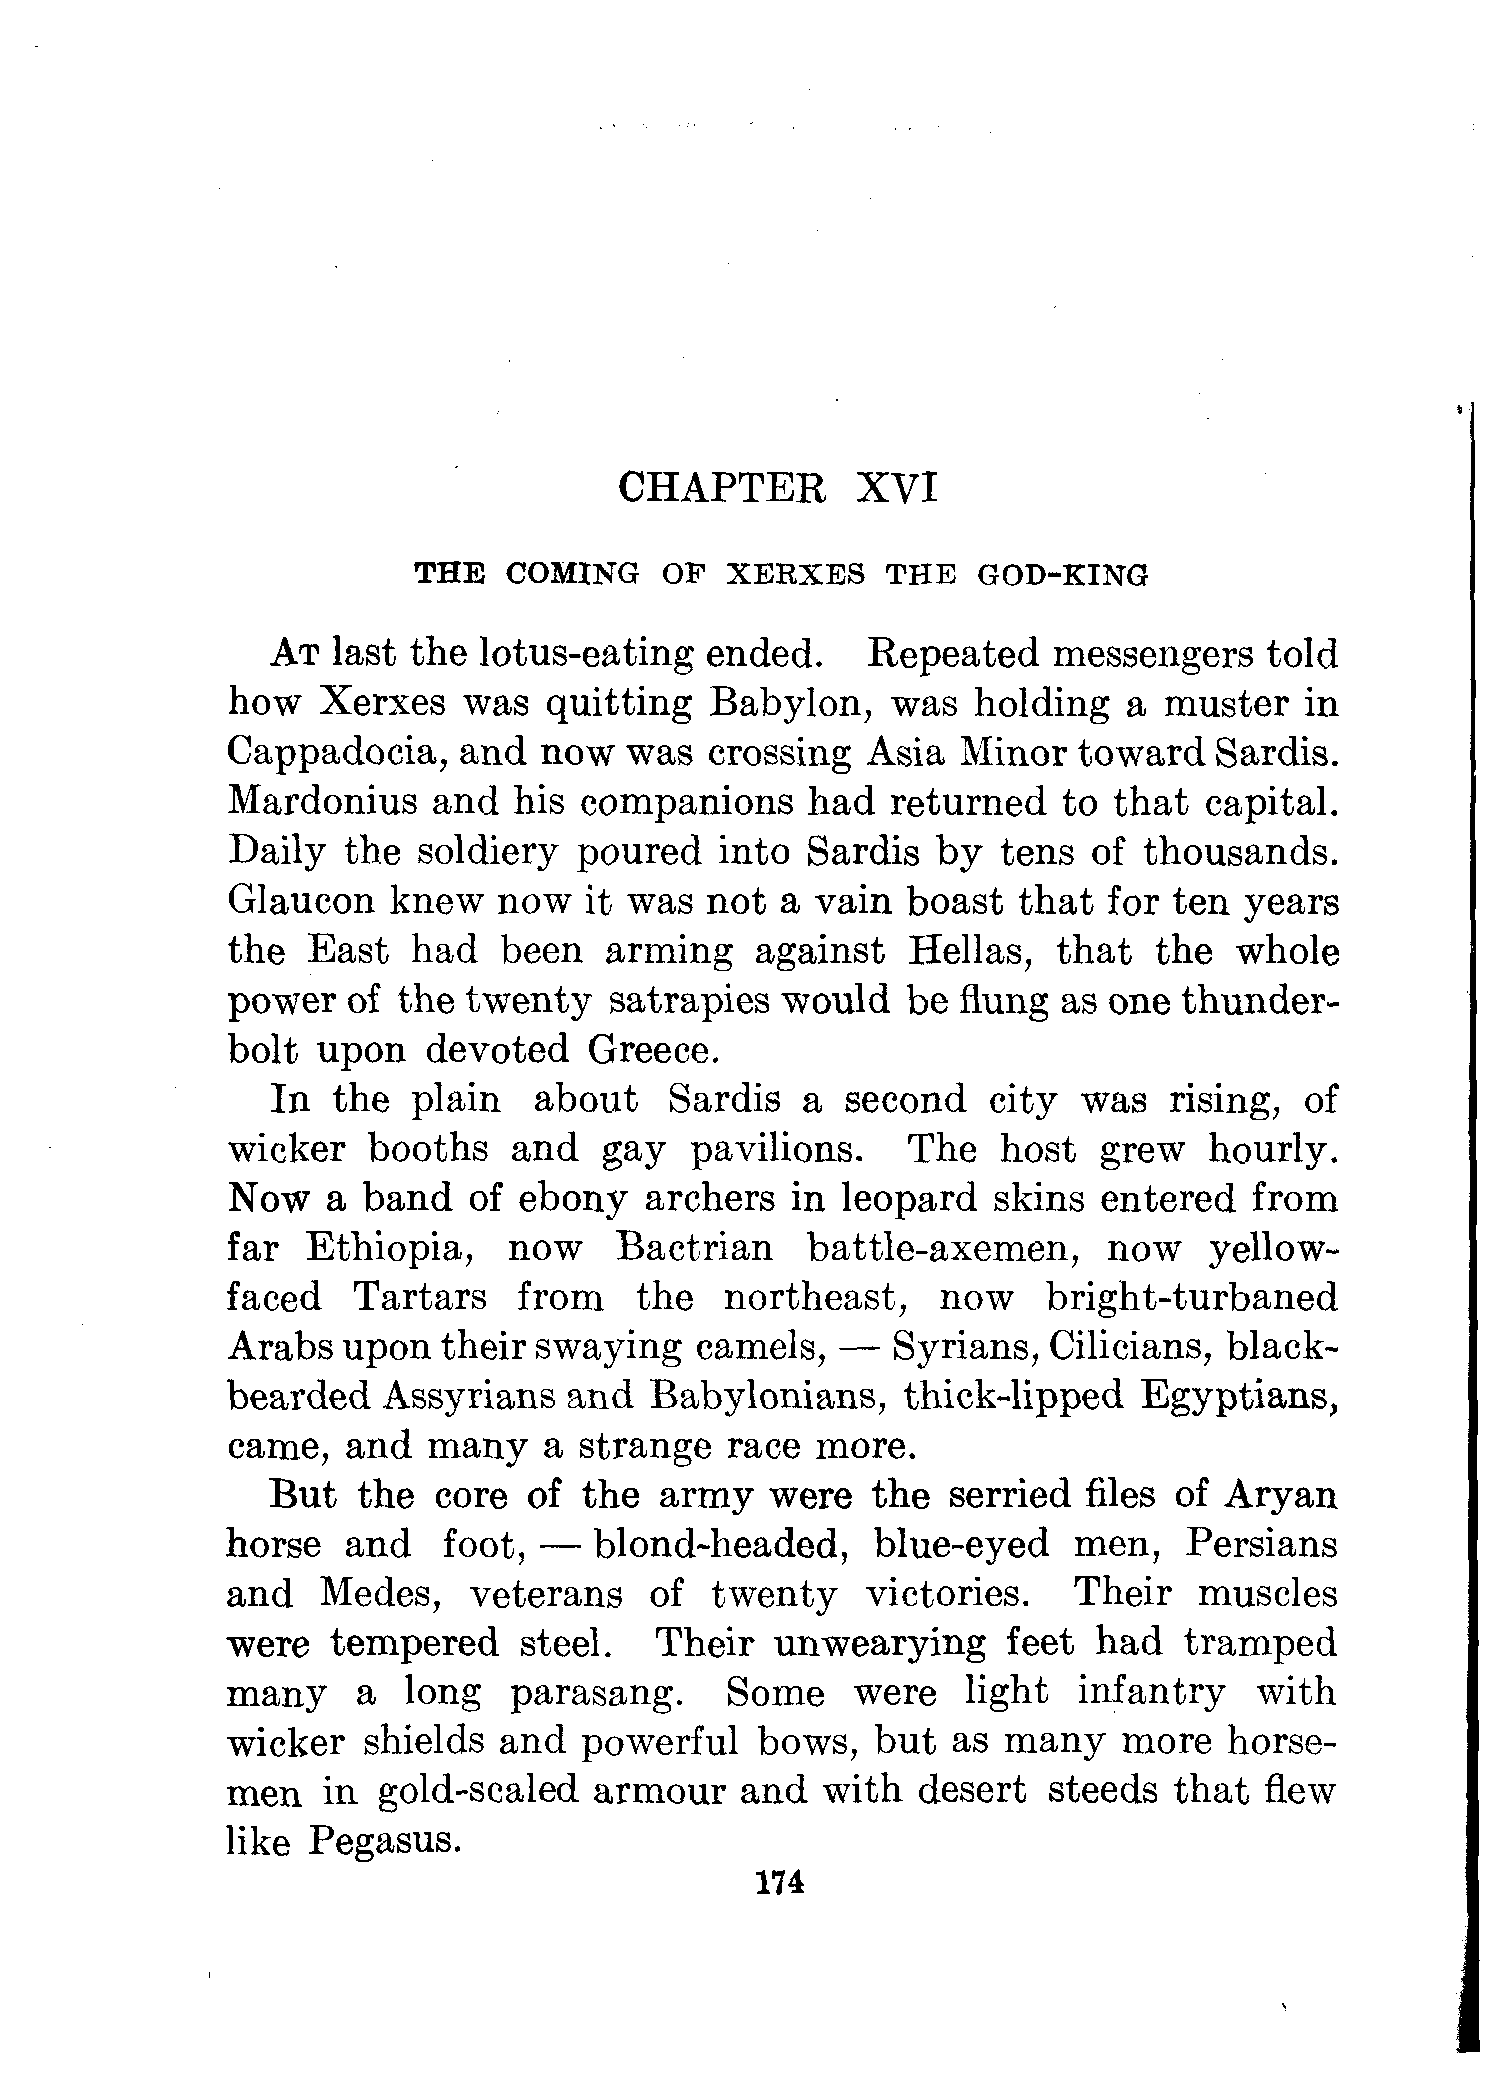 CHAPTER XVI
THE COMING OF XERXES THE GOD-KING
AT last the lotus-eating ended. Repeated messengers told
how Xerxes was quitting Babylon, was holding a muster in
Cappadocia, and now was crossing Asia Minor toward Sardis.
Mardonius and his companions had returned to that capital.
Daily the soldiery poured into Sardis by tens of thousands.
Glaucon knew now it was not a vain boast that for ten years
the East had been arming against Hellas, that the whole
power of the twenty satrapies would be flung as one thunder-
bolt upon devoted Greece.
In the plain about Sardis a second city was rising, of
wicker booths and gay pavilions. The host grew hourly.
Now a band of ebony archers in leopard skins entered from
far Ethiopia, now Bactrian battle-axemen, now yellow-
faced Tartars from the northeast, now bright-turbaned
Arabs upon their swaying camels, — Syrians, Cilicians, black-
bearded Assyrians and Babylonians, thick-lipped Egyptians,
came, and many a strange race more.
But the core of the army were the serried files of Aryan
horse and foot, — blond-headed, blue-eyed men, Persians
and Medes, veterans of twenty victories. Their muscles
were tempered steel. Their unwearying feet had tramped
many a long parasang. Some were light infantry with
wicker shields and powerful bows, but as many more horse-
men in gold-scaled armour and with desert steeds that flew
like Pegasus.
174